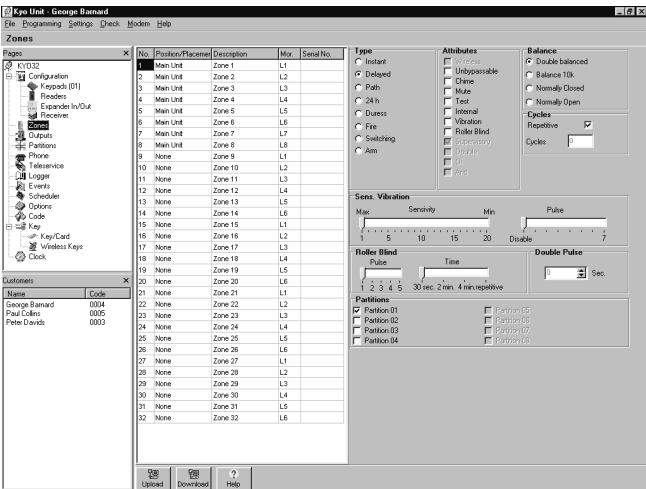 Kyo Unit - George Barnard
File Programming Settings Check Modem Help
Zones
Pages
KYO32
Configuration
Keypads (01)
Readers
Expander In/Out
Receiver
Zones
Outputs
Partitions
Phone
Teleservice
Logger
Events
Scheduler
Options
Code
Key
Key/Card
Wireless Keys
Clock
Customers
Name Code
George Barnard 0004
Paul Collins 0005
Peter Davids 0003
No. Position/Placemer Description Mor. Serial No.
1 Main Unit Zone 1 L1
2 Main Unit Zone 2 L2
3 Main Unit Zone 3 L3
4 Main Unit Zone 4 L4
5 Main Unit Zone 5 L5
6 Main Unit Zone 6 L6
7 Main Unit Zone 7 L7
8 Main Unit Zone 8 L8
9 None Zone 9 L1
10 None Zone 10 L2
11 None Zone 11 L3
12 None Zone 12 L4
13 None Zone 13 L5
14 None Zone 14 L6
15 None Zone 15 L1
16 None Zone 16 L2
17 None Zone 17 L3
18 None Zone 18 L4
19 None Zone 19 L5
20 None Zone 20 L6
21 None Zone 21 L1
22 None Zone 22 L2
23 None Zone 23 L3
24 None Zone 24 L4
25 None Zone 25 L5
26 None Zone 26 L6
27 None Zone 27 L1
28 None Zone 28 L2
29 None Zone 29 L3
30 None Zone 30 L4
31 None Zone 31 L5
32 None Zone 32 L6
Type
Instant
Delayed
Path
24 h
Duress
Fire
Switching
Arm
Attributes
Wireless
Unbypassable
Chime
Mute
Test
Internal
Vibration
Roller Blind
Supervisory
Double
Or
And
Balance
Double balanced
Balance 10k
Normally Closed
Normally Open
Cycles
Repetitive
Cycles 0
Sens. Vibration
Max Sensivity Min Pulse
1 5 10 15 20 Disable 7
Roller Blind
Pulse Time
1 2 3 4 5 30 sec. 2 min. 4 min. repetitive
Double Pulse
0 Sec.
Partitions
Partition 01 Partition 05
Partition 02 Partition 06
Partition 03 Partition 07
Partition 04 Partition 08
Upload Download Help